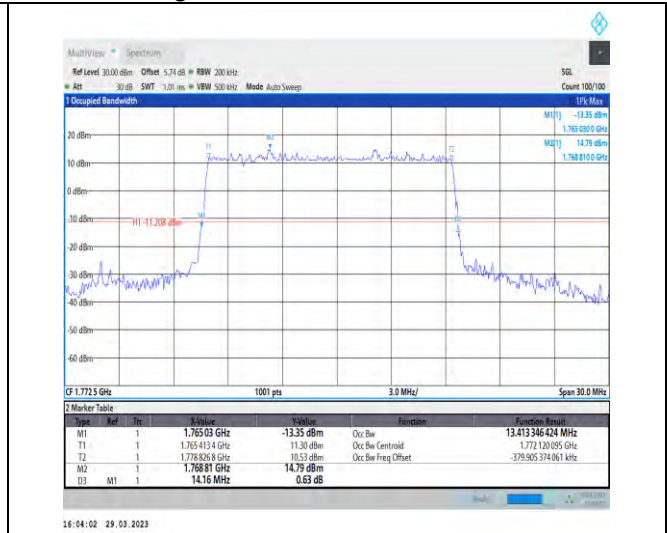 MultiView Spectrum
Ref Level 30.00 dBm Offset 5.74 dB RBW 200 kHz SGL
Att 30 dB SWT 1.01 ms VBW 500 kHz Mode Auto Sweep Count 100/100
1 Occupied Bandwidth 1Pk Max
M1[1] -13.35 dBm
1.765 030 0 GHz
M2[1] 14.79 dBm
1.768 810 0 GHz
20 dBm
T1 M2 T2
10 dBm
0 dBm
-10 dBm
H1 -11.208 dBm
-20 dBm
-30 dBm
-40 dBm
-50 dBm
-60 dBm
CF 1.772 5 GHz 1001 pts 3.0 MHz/ Span 30.0 MHz
2 Marker Table
Type Ref Trc X-Value Y-Value Function Function Result
M1 1 1.765 03 GHz -13.35 dBm Occ Bw 13.413 346 424 MHz
T1 1 1.765 413 4 GHz 11.30 dBm Occ Bw Centroid 1.772 120 095 GHz
T2 1 1.778 826 8 GHz 10.53 dBm Occ Bw Freq Offset -379.905 374 061 kHz
M2 1 1.768 81 GHz 14.79 dBm
D3 M1 1 14.16 MHz 0.63 dB
16:04:02 29.03.2023